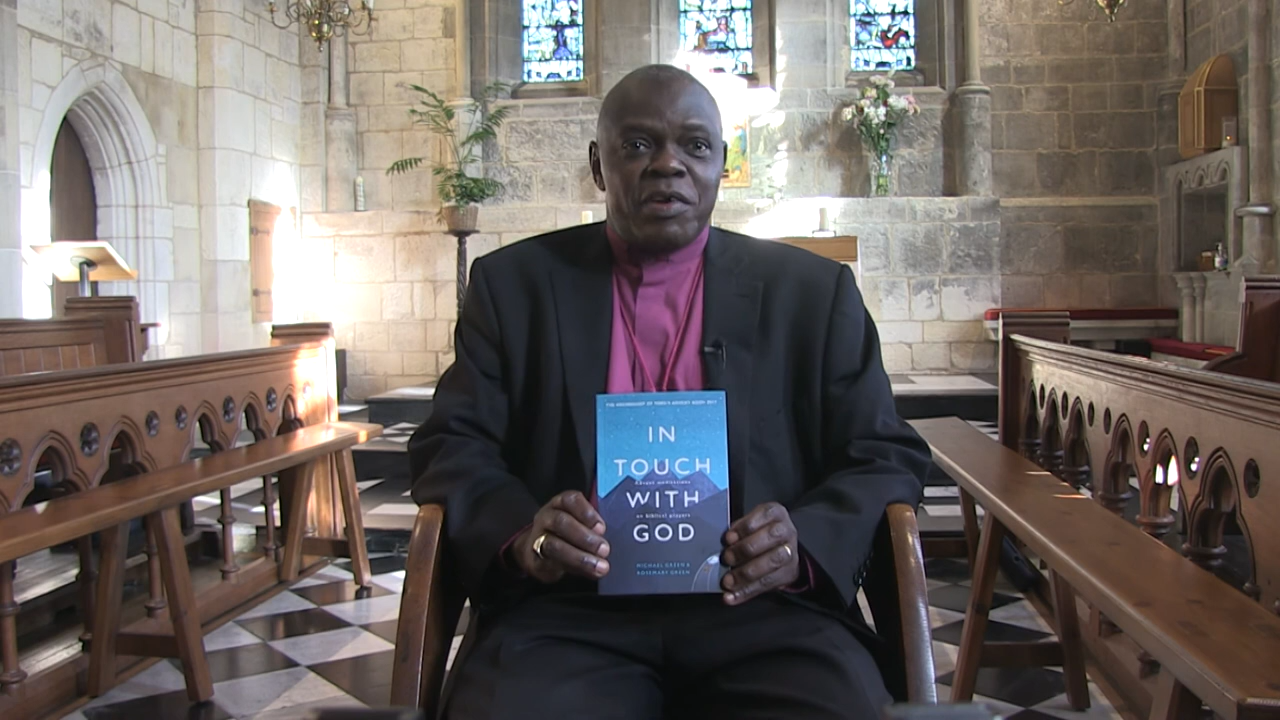 THE ARCHBISHOP OF YORK'S ADVENT BOOK 2017
IN
TOUCH
Advent meditations
WITH
on biblical prayers
GOD
MICHAEL GREEN &
ROSEMARY GREEN